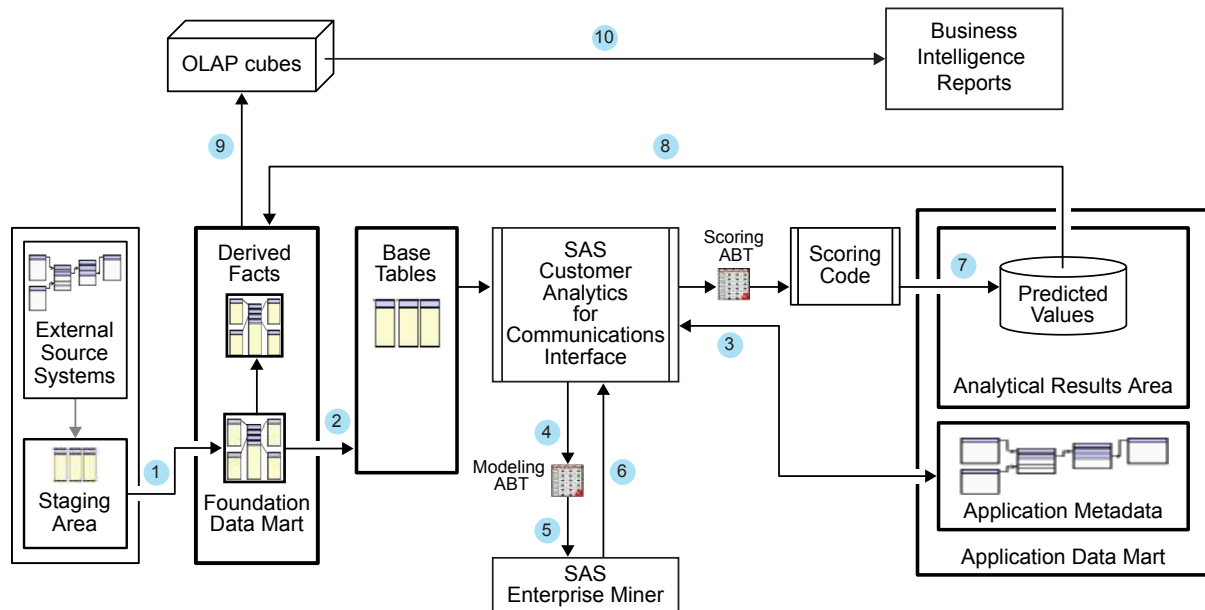 OLAP cubes
10
Business
Intelligence
Reports
9
8
External
Source
Systems
Staging
Area
1
Derived
Facts
Foundation
Data Mart
2
Base
Tables
SAS
Customer
Analytics
for
Communications
Interface
Scoring
ABT
Scoring
Code
7
Predicted
Values
Analytical Results Area
3
4
Modeling
ABT
5
6
SAS
Enterprise Miner
Application Metadata
Application Data Mart